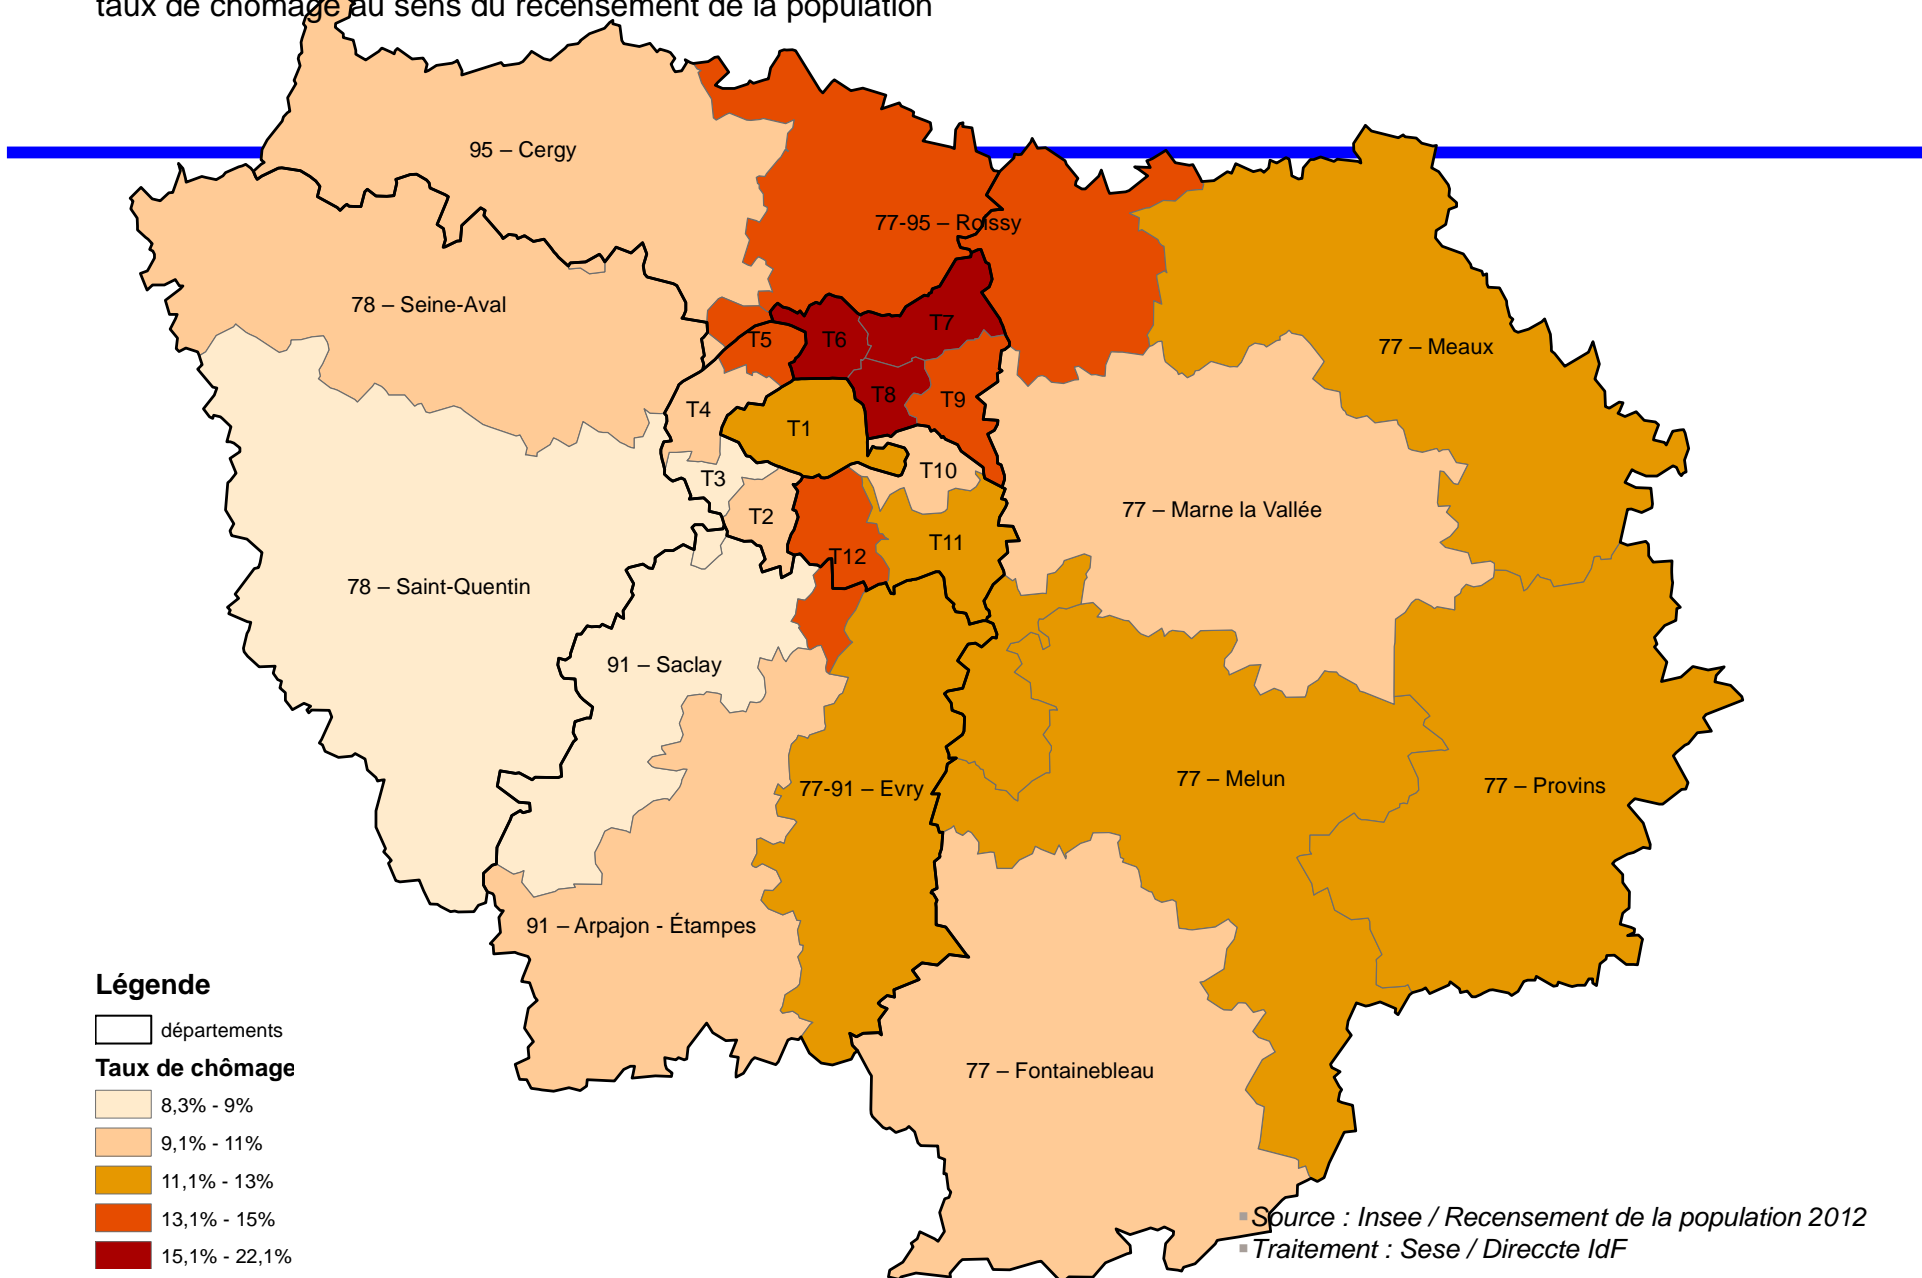 taux de chômage au sens du recensement de la population
95 – Cergy
77-95 – Roissy
78 – Seine-Aval
T7
T5
T6
77 – Meaux
T8
T9
T4
T1
T10
T3
77 – Marne la Vallée
T2
T11
T12
78 – Saint-Quentin
91 – Saclay
77 – Melun
77-91 – Evry
77 – Provins
91 – Arpajon - Étampes
77 – Fontainebleau
Légende
départements
Taux de chômage
8,3% - 9%
9,1% - 11%
11,1% - 13%
13,1% - 15%
15,1% - 22,1%
Source : Insee / Recensement de la population 2012
Traitement : Sese / Direccte IdF